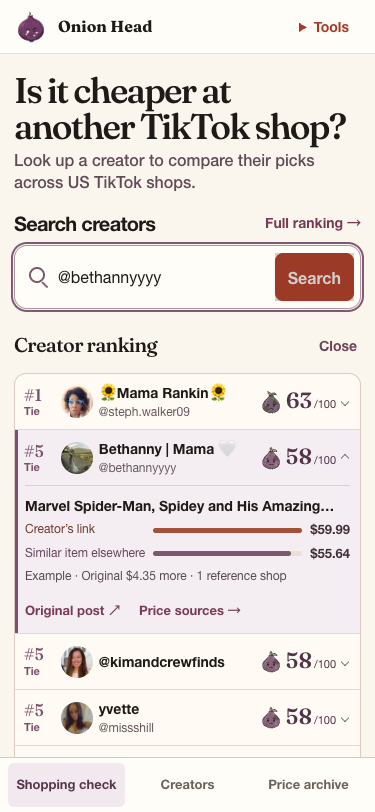 Onion Head
▶ Tools
Is it cheaper at
another TikTok shop?
Look up a creator to compare their picks
across US TikTok shops.
Search creators
Full ranking →
@bethannyyyy
Search
Creator ranking
Close
#1
Tie
🌻Mama Rankin🌻
@steph.walker09
63/100
#5
Tie
Bethanny | Mama 🤍
@bethannyyyy
58/100
Marvel Spider-Man, Spidey and His Amazing...
Creator's link
$59.99
Similar item elsewhere
$55.64
Example · Original $4.35 more · 1 reference shop
Original post ↗
Price sources →
#5
Tie
@kimandcrewfinds
58/100
#5
Tie
yvette
@missshill
58/100
Shopping check
Creators
Price archive